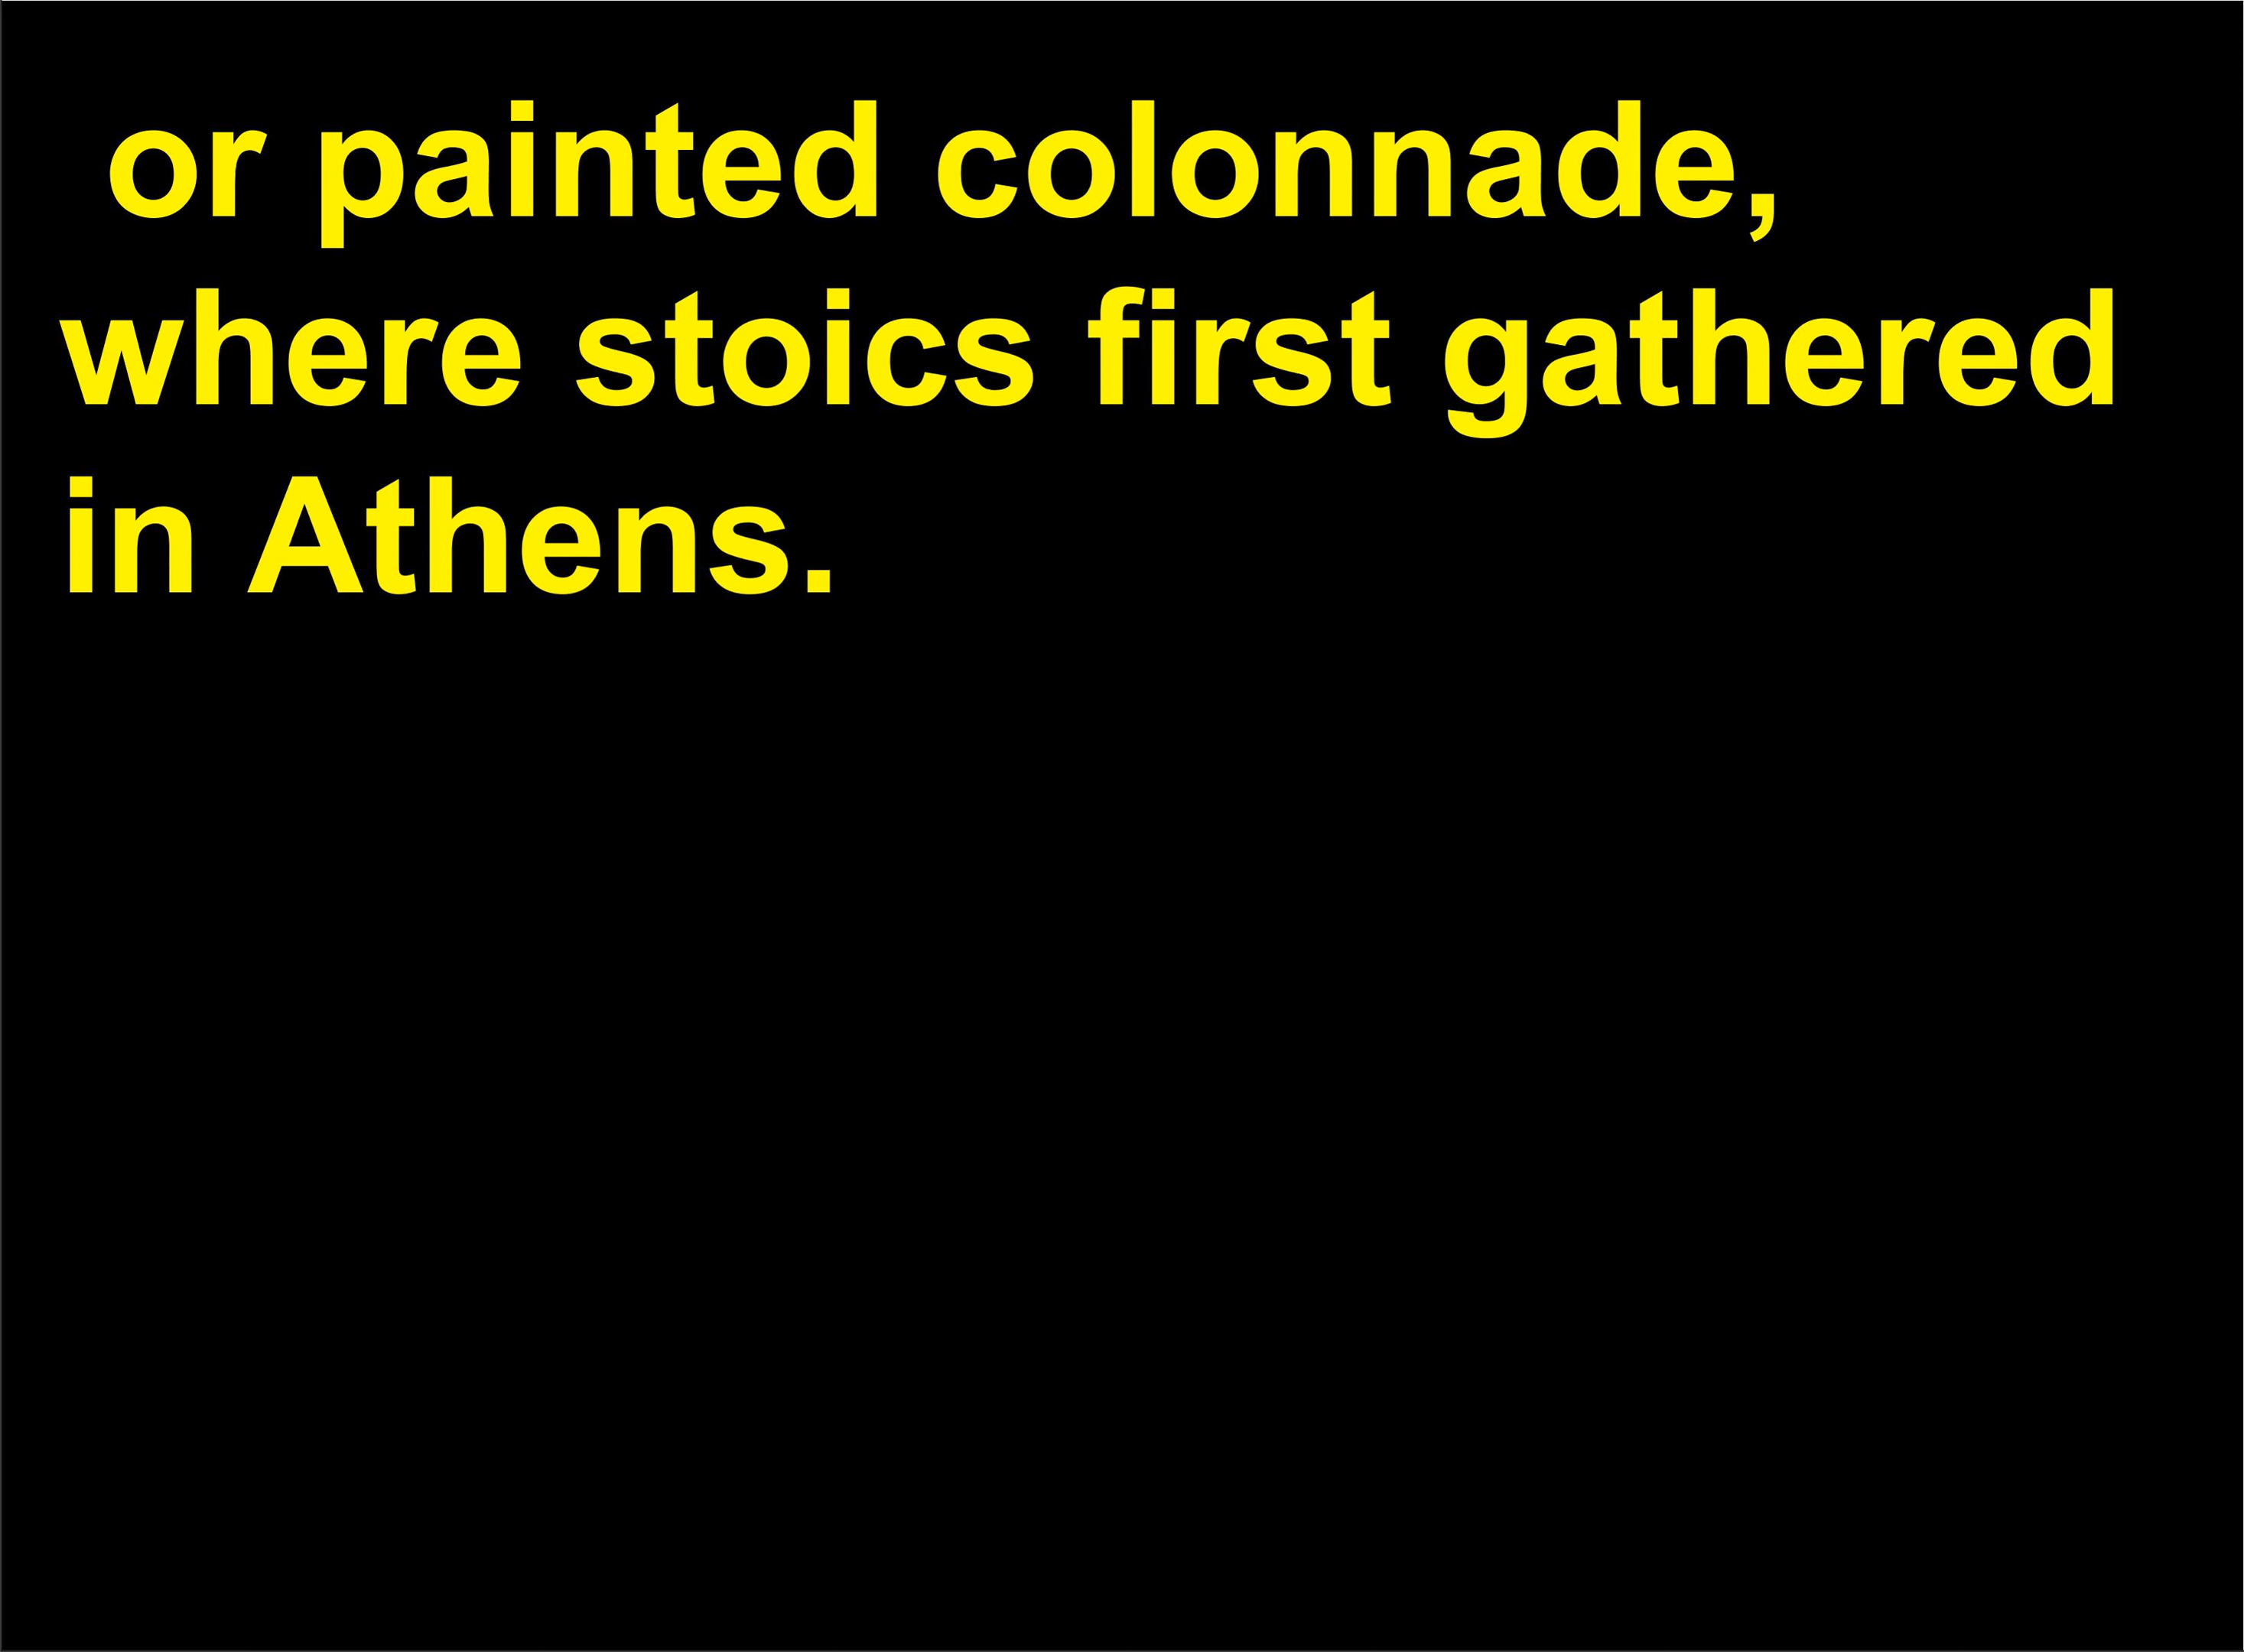 or painted colonnade,
where stoics first gathered
in Athens.